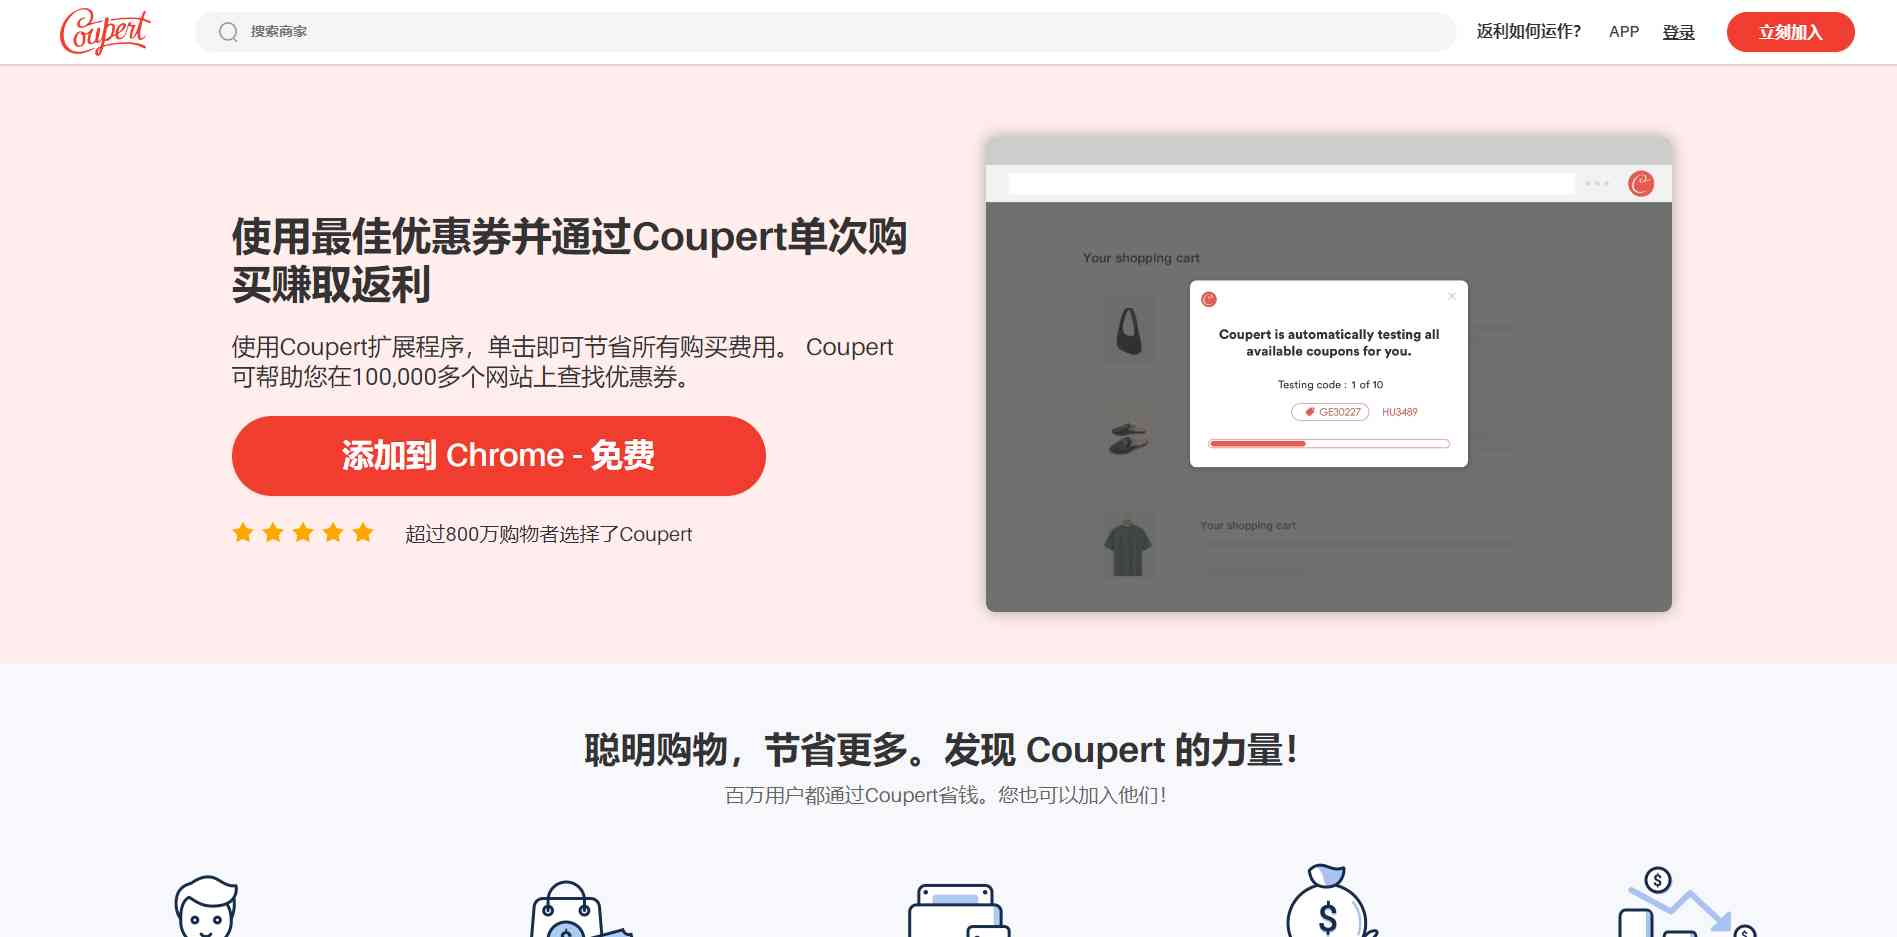 Coupert
搜索商家
返利如何运作?
APP
登录
立刻加入
使用最佳优惠券并通过Coupert单次购
买赚取返利
使用Coupert扩展程序，单击即可节省所有购买费用。 Coupert
可帮助您在100,000多个网站上查找优惠券。
添加到 Chrome - 免费
超过800万购物者选择了Coupert
Your shopping cart
Coupert is automatically testing all
available coupons for you.
Testing code : 1 of 10
GE30227
HU3489
Your shopping cart
聪明购物，节省更多。发现 Coupert 的力量！
百万用户都通过Coupert省钱。您也可以加入他们！